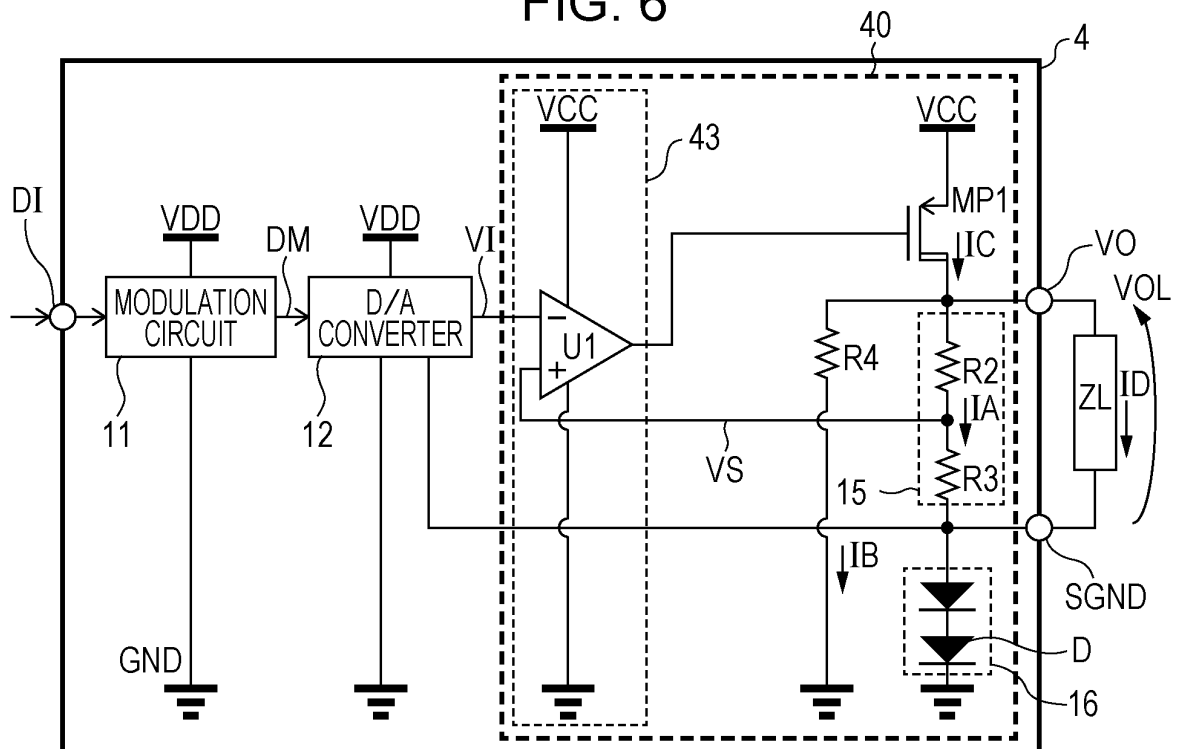 FIG. 6
40
4
VCC
VCC
43
DI
VDD
VDD
MP1
DM
VI
IC
VO
VOL
MODULATION
CIRCUIT
D/A
CONVERTER
−
U1
+
R4
R2
ZL
ID
11
12
IA
VS
15
R3
IB
SGND
GND
D
16